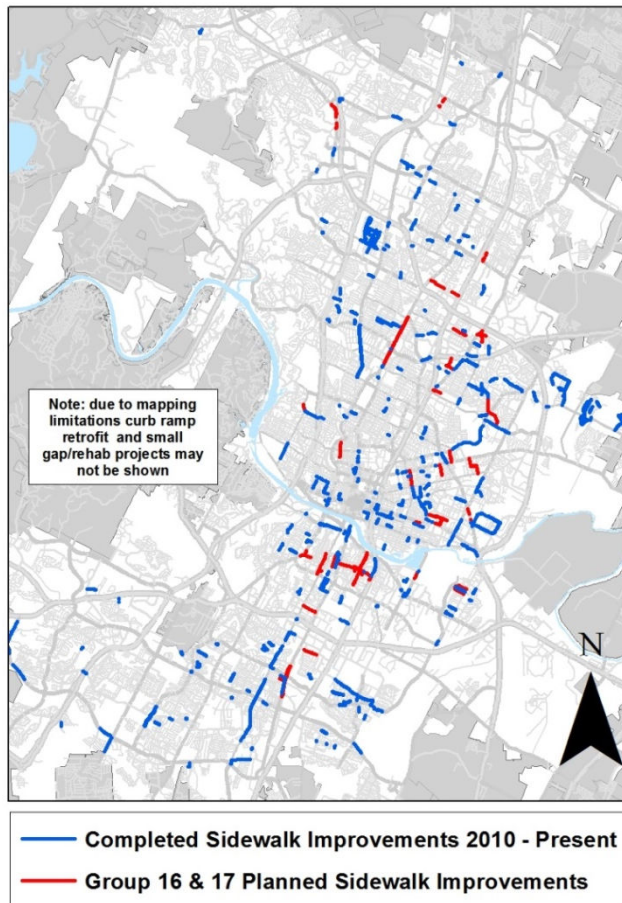 Note: due to mapping
limitations curb ramp
retrofit and small
gap/rehab projects may
not be shown
N
Completed Sidewalk Improvements 2010 - Present
Group 16 & 17 Planned Sidewalk Improvements